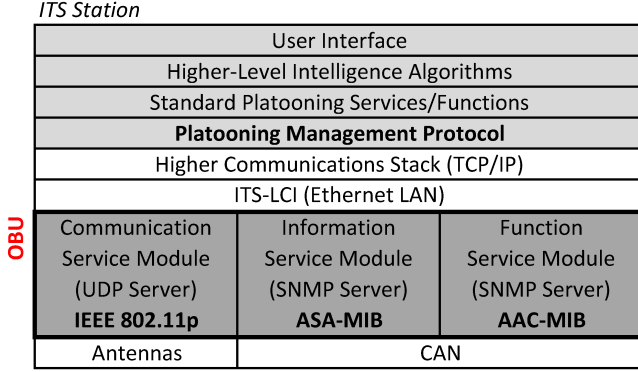 ITS Station
User Interface
Higher-Level Intelligence Algorithms
Standard Platooning Services/Functions
Platooning Management Protocol
Higher Communications Stack (TCP/IP)
ITS-LCI (Ethernet LAN)
OBU
Communication
Service Module
(UDP Server)
IEEE 802.11p
Information
Service Module
(SNMP Server)
ASA-MIB
Function
Service Module
(SNMP Server)
AAC-MIB
Antennas
CAN